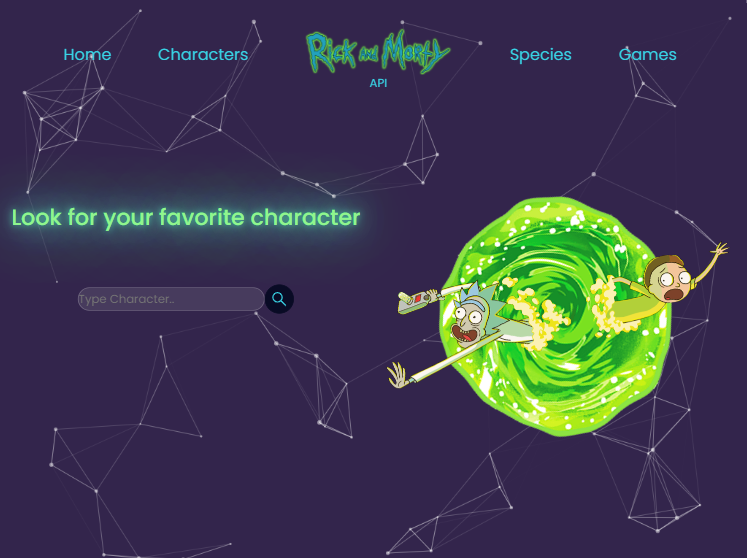 Home
Characters
Rick and Morty
API
Species
Games
Look for your favorite character
Type Character..